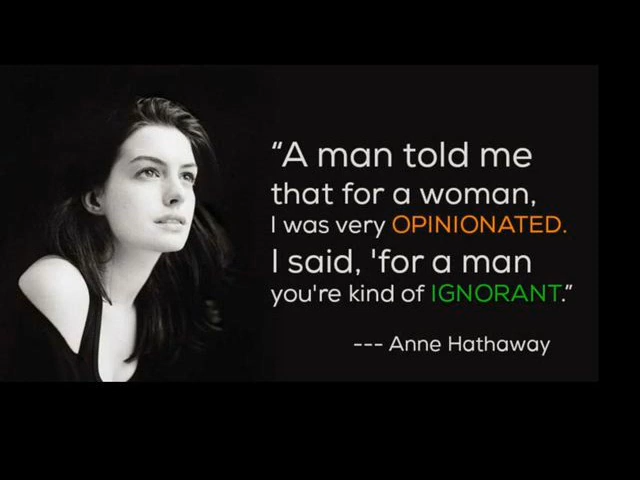 “A man told me
that for a woman,
I was very OPINIONATED.
I said, 'for a man
you're kind of IGNORANT.”
--- Anne Hathaway